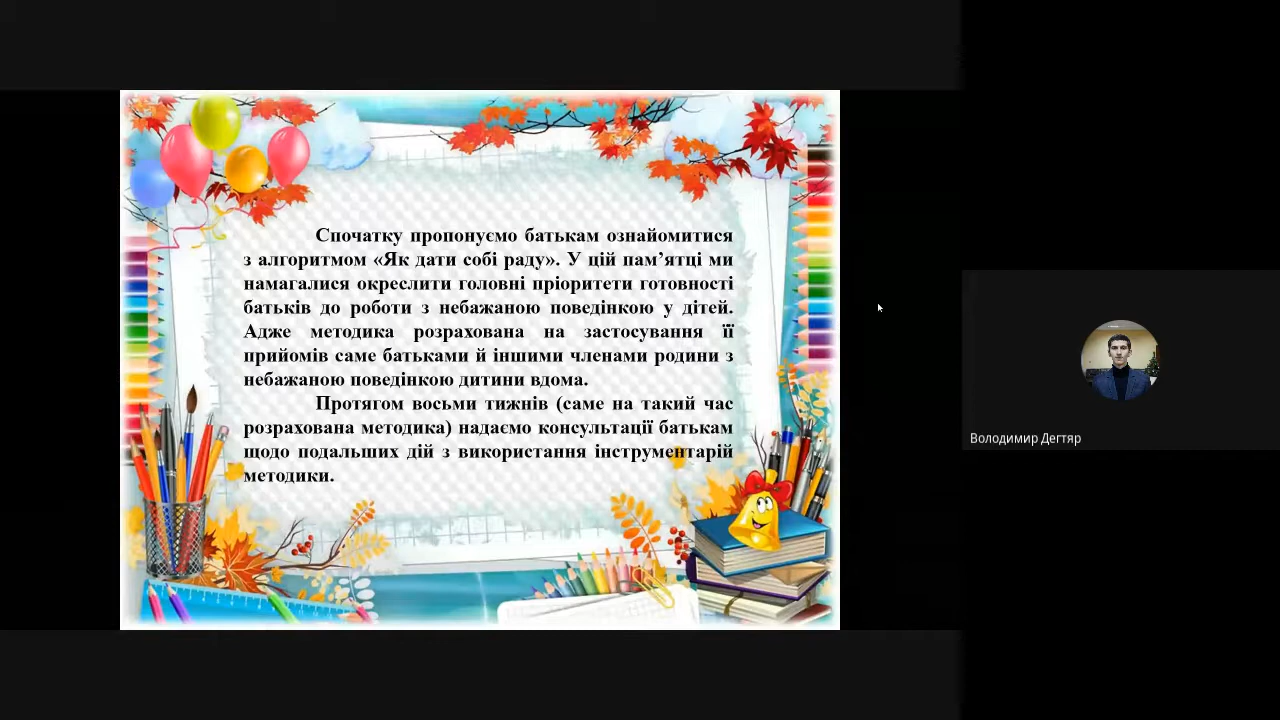 Спочатку пропонуємо батькам ознайомитися
з алгоритмом «Як дати собі раду». У цій пам’ятці ми
намагалися окреслити головні пріоритети готовності
батьків до роботи з небажаною поведінкою у дітей.
Адже методика розрахована на застосування її
прийомів саме батьками й іншими членами родини з
небажаною поведінкою дитини вдома.
Протягом восьми тижнів (саме на такий час
розрахована методика) надаємо консультації батькам
щодо подальших дій з використання інструментарій
методики.
Володимир Дегтяр